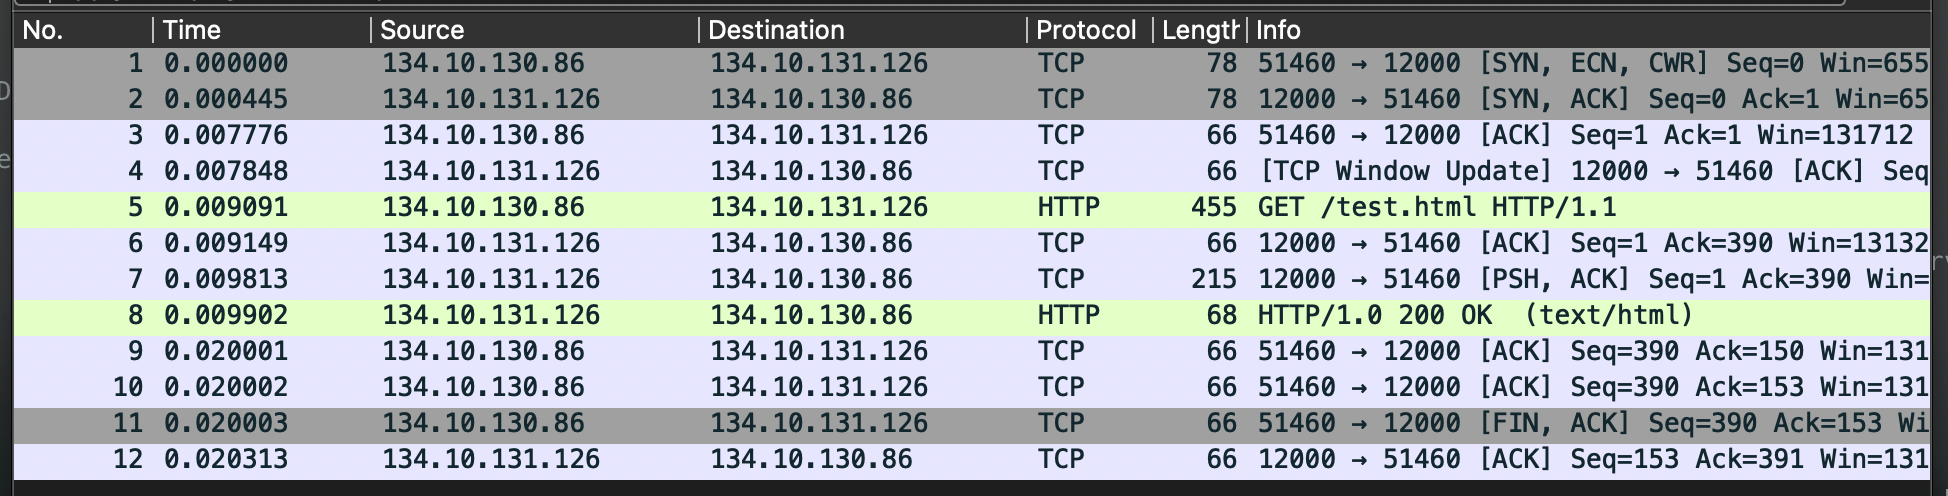 No. Time Source Destination Protocol Length Info
1 0.000000 134.10.130.86 134.10.131.126 TCP 78 51460 → 12000 [SYN, ECN, CWR] Seq=0 Win=655
2 0.000445 134.10.131.126 134.10.130.86 TCP 78 12000 → 51460 [SYN, ACK] Seq=0 Ack=1 Win=65
3 0.007776 134.10.130.86 134.10.131.126 TCP 66 51460 → 12000 [ACK] Seq=1 Ack=1 Win=131712
4 0.007848 134.10.131.126 134.10.130.86 TCP 66 [TCP Window Update] 12000 → 51460 [ACK] Seq
5 0.009091 134.10.130.86 134.10.131.126 HTTP 455 GET /test.html HTTP/1.1
6 0.009149 134.10.131.126 134.10.130.86 TCP 66 12000 → 51460 [ACK] Seq=1 Ack=390 Win=13132
7 0.009813 134.10.131.126 134.10.130.86 TCP 215 12000 → 51460 [PSH, ACK] Seq=1 Ack=390 Win=
8 0.009902 134.10.131.126 134.10.130.86 HTTP 68 HTTP/1.0 200 OK (text/html)
9 0.020001 134.10.130.86 134.10.131.126 TCP 66 51460 → 12000 [ACK] Seq=390 Ack=150 Win=131
10 0.020002 134.10.130.86 134.10.131.126 TCP 66 51460 → 12000 [ACK] Seq=390 Ack=153 Win=131
11 0.020003 134.10.130.86 134.10.131.126 TCP 66 51460 → 12000 [FIN, ACK] Seq=390 Ack=153 Wi
12 0.020313 134.10.131.126 134.10.130.86 TCP 66 12000 → 51460 [ACK] Seq=153 Ack=391 Win=131